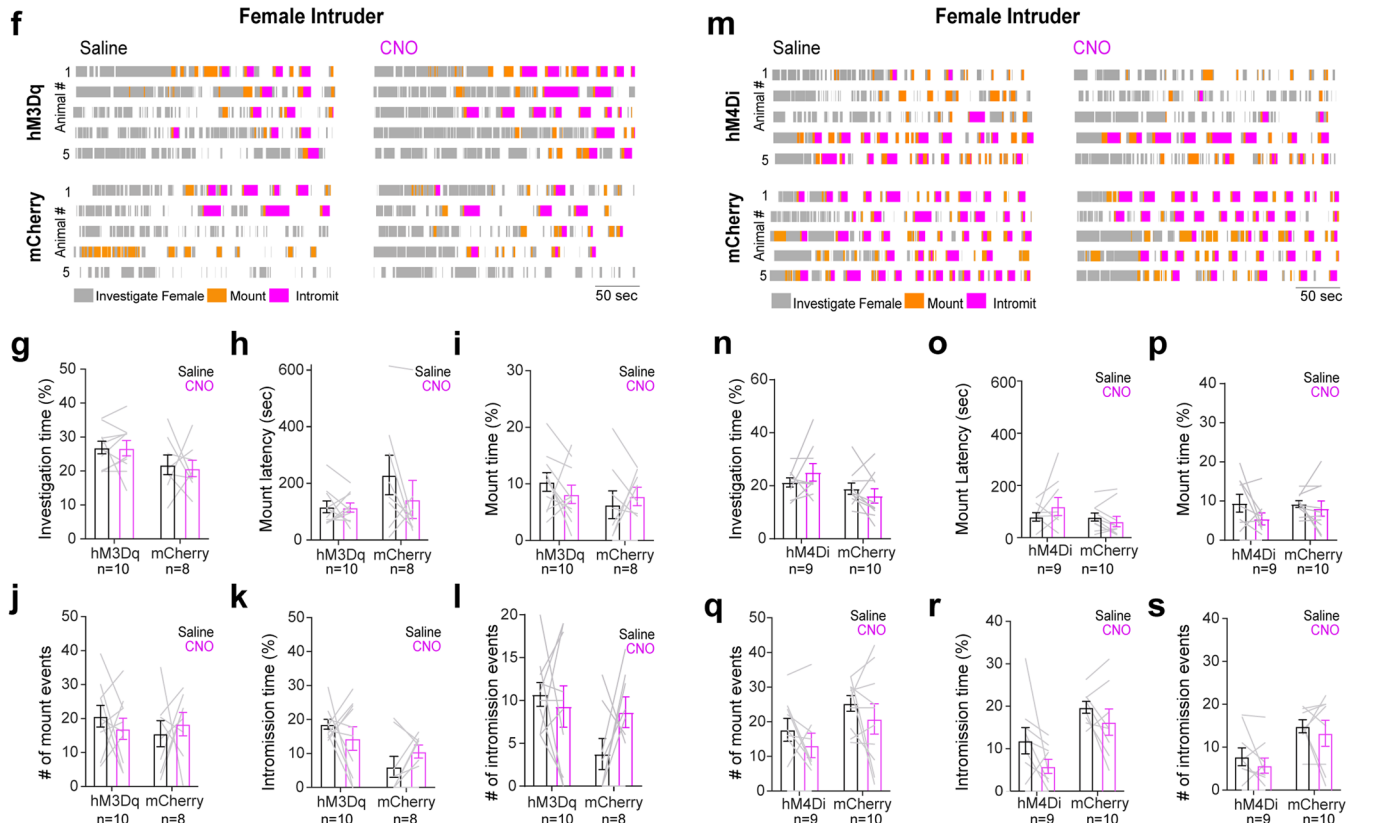 f
Female Intruder
Saline
CNO
hM3Dq
Animal #
1
5
mCherry
Animal #
1
5
Investigate Female
Mount
Intromit
50 sec
g
Investigation time (%)
50
40
30
20
10
0
Saline
CNO
hM3Dq
n=10
mCherry
n=8
h
Mount latency (sec)
600
400
200
0
Saline
CNO
hM3Dq
n=10
mCherry
n=8
i
Mount time (%)
30
20
10
0
Saline
CNO
hM3Dq
n=10
mCherry
n=8
j
# of mount events
50
40
30
20
10
0
Saline
CNO
hM3Dq
n=10
mCherry
n=8
k
Intromission time (%)
50
40
30
20
10
0
Saline
CNO
hM3Dq
n=10
mCherry
n=8
l
# of intromission events
20
15
10
5
0
Saline
CNO
hM3Dq
n=10
mCherry
n=8
m
Female Intruder
Saline
CNO
hM4Di
Animal #
1
5
mCherry
Animal #
1
5
Investigate Female
Mount
Intromit
50 sec
n
Investigation time (%)
60
40
20
0
Saline
CNO
hM4Di
n=9
mCherry
n=10
o
Mount Latency (sec)
600
400
200
0
Saline
CNO
hM4Di
n=9
mCherry
n=10
p
Mount time (%)
40
30
20
10
0
Saline
CNO
hM4Di
n=9
mCherry
n=10
q
# of mount events
50
40
30
20
10
0
Saline
CNO
hM4Di
n=9
mCherry
n=10
r
Intromission time (%)
40
30
20
10
0
Saline
CNO
hM4Di
n=9
mCherry
n=10
s
# of intromission events
40
30
20
10
0
Saline
CNO
hM4Di
n=9
mCherry
n=10